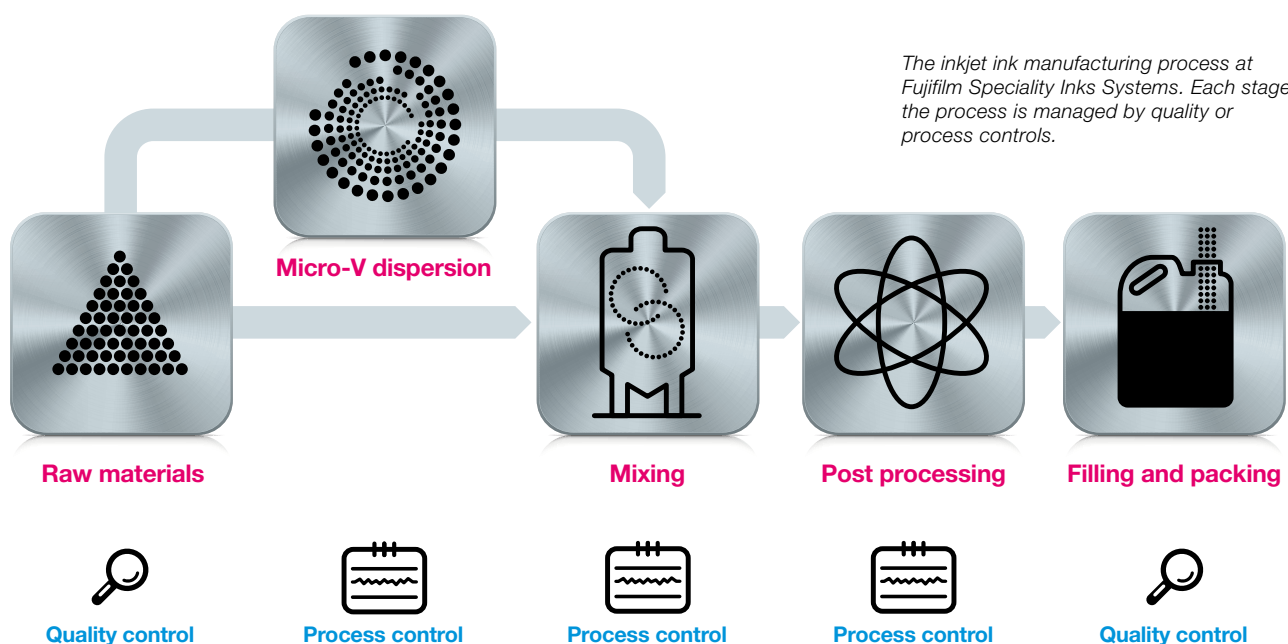 The inkjet ink manufacturing process at
Fujifilm Speciality Inks Systems. Each stage
the process is managed by quality or
process controls.
Micro-V dispersion
Raw materials
Mixing
Post processing
Filling and packing
Quality control
Process control
Process control
Process control
Quality control